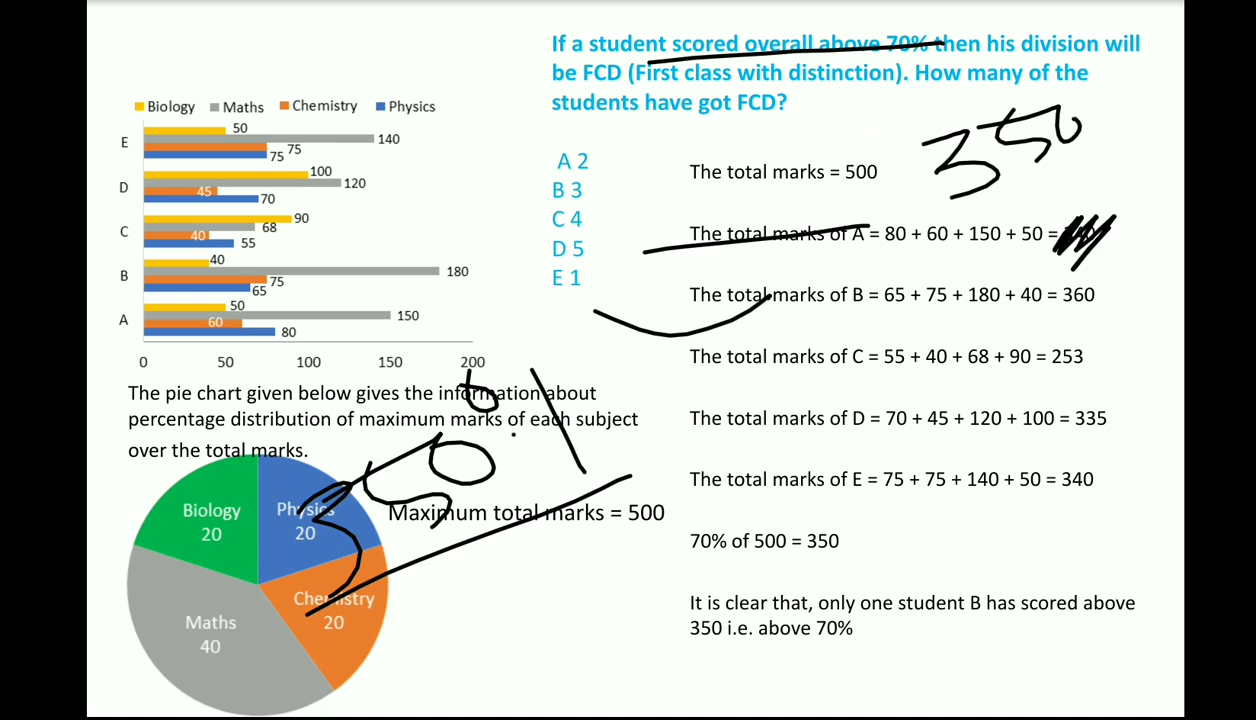 If a student scored overall above 70% then his division will
be FCD (First class with distinction). How many of the
students have got FCD?
Biology Maths Chemistry Physics
E 50 140 75 75
D 100 120 45 70
C 90 68 40 55
B 40 180 75 65
A 50 150 60 80
0 50 100 150 200
The pie chart given below gives the information about
percentage distribution of maximum marks of each subject
over the total marks.
Biology
20
Physics
20
Chemistry
20
Maths
40
Maximum total marks = 500
350
A 2
B 3
C 4
D 5
E 1
350
The total marks = 500
The total marks of A = 80 + 60 + 150 + 50 =
The total marks of B = 65 + 75 + 180 + 40 = 360
The total marks of C = 55 + 40 + 68 + 90 = 253
The total marks of D = 70 + 45 + 120 + 100 = 335
The total marks of E = 75 + 75 + 140 + 50 = 340
70% of 500 = 350
It is clear that, only one student B has scored above
350 i.e. above 70%